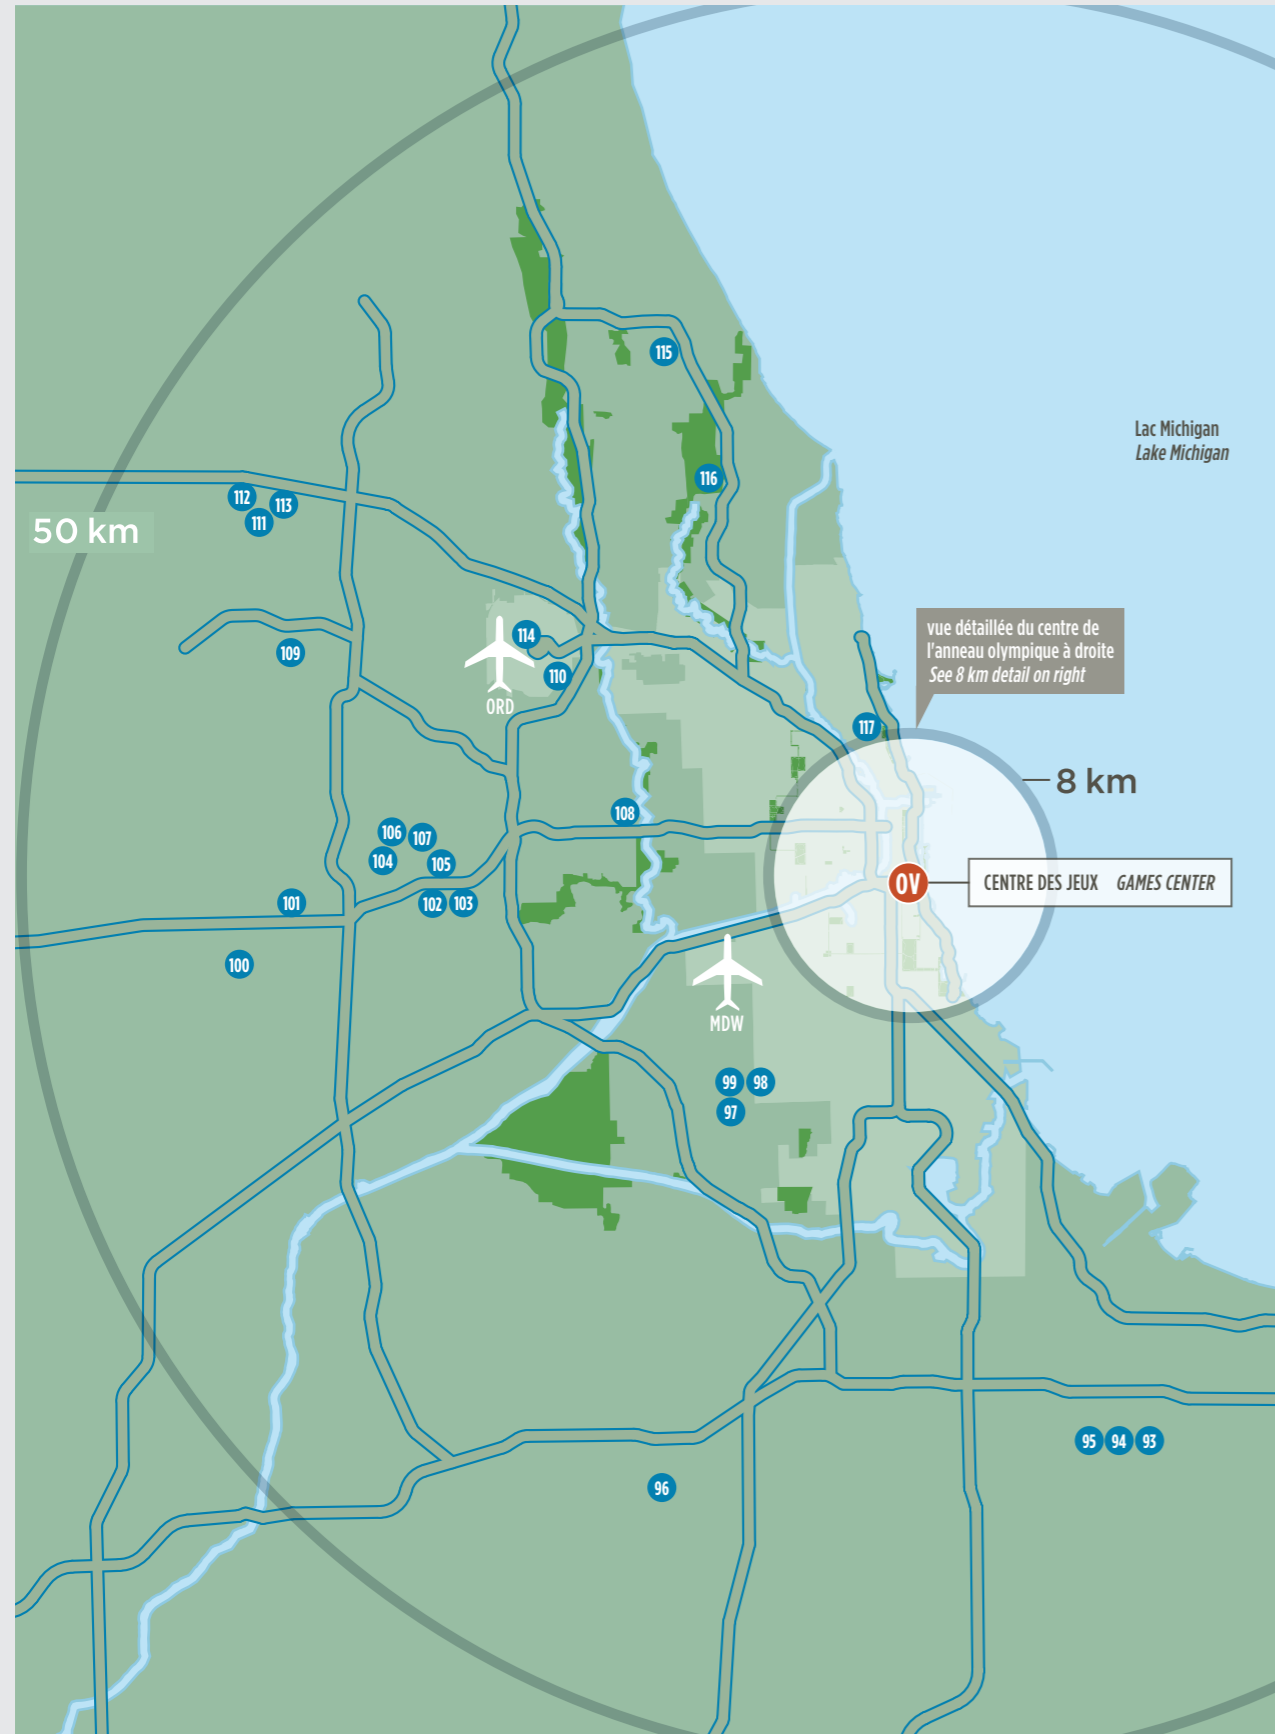 115
Lac Michigan
Lake Michigan
116
112
113
111
50 km
vue détaillée du centre de
l'anneau olympique à droite
See 8 km detail on right
114
109
110
ORD
117
8 km
108
106
107
104
105
OV
CENTRE DES JEUX GAMES CENTER
101
102
103
100
MDW
99
98
97
95
94
93
96